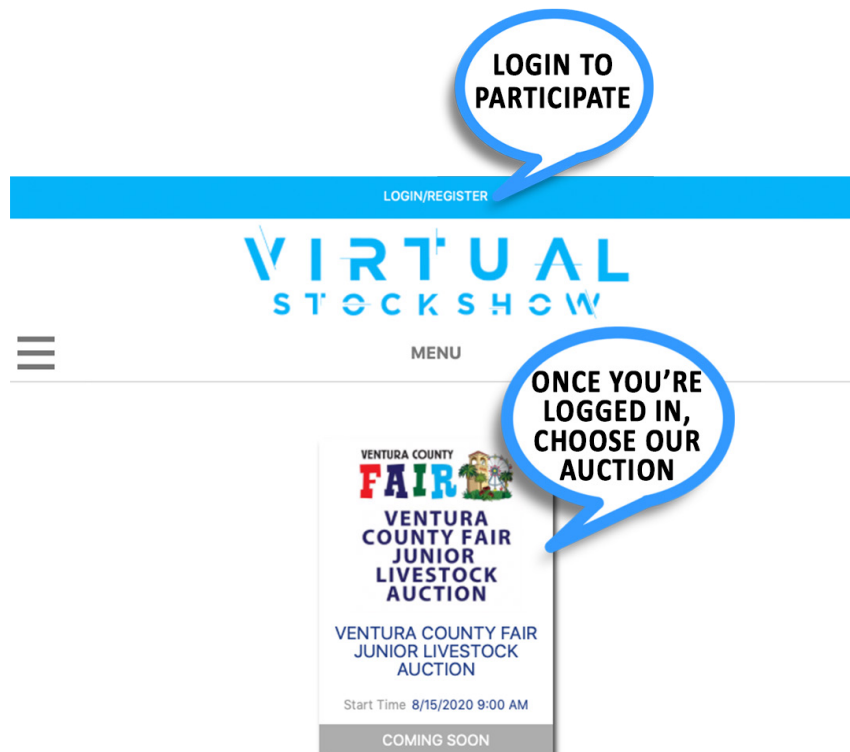 LOGIN TO
PARTICIPATE
LOGIN/REGISTER
VIRTUAL
STOCKSHOW
MENU
ONCE YOU'RE
LOGGED IN,
CHOOSE OUR
AUCTION
VENTURA COUNTY
FAIR
VENTURA
COUNTY FAIR
JUNIOR
LIVESTOCK
AUCTION
VENTURA COUNTY FAIR
JUNIOR LIVESTOCK
AUCTION
Start Time 8/15/2020 9:00 AM
COMING SOON